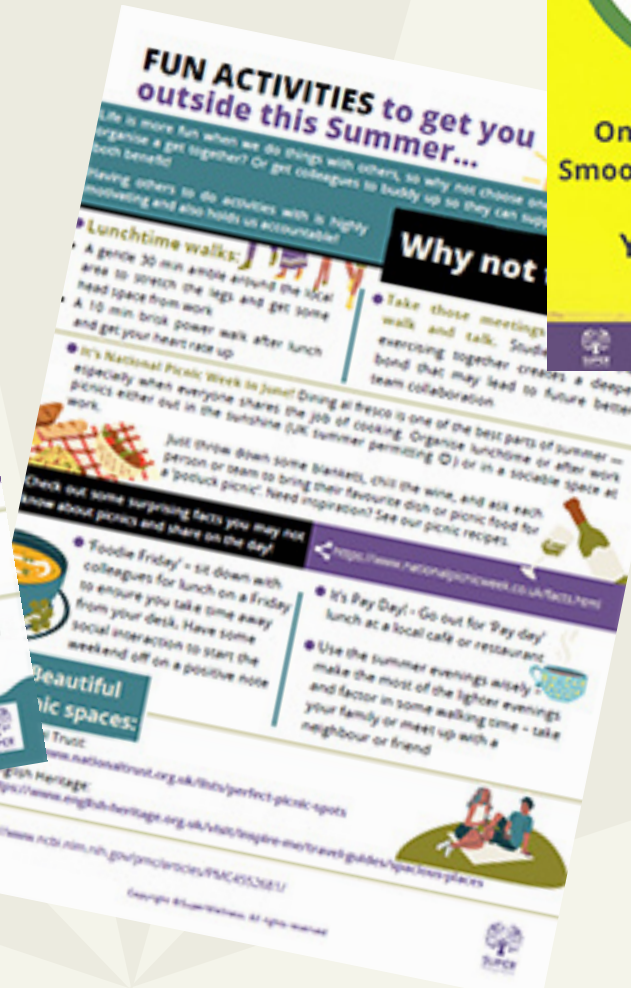 FUN ACTIVITIES to get you
outside this Summer...
Life is more fun when we do things with others, so why not choose one
organise a get together? Or get colleagues to buddy up so they can supp
both benefit!
Having others to do activities with is highly
motivating and also holds us accountable!
Why not
Lunchtime walks:
A gentle 30 min amble around the local
area to stretch the legs and get some
head space from work
A 10 min brisk power walk after lunch
and get your heart rate up
Take those meetings
walk and talk. Studie
exercising together creates a deepe
bond that may lead to future better
team collaboration.
It's National Picnic Week in June! Dining al fresco is one of the best parts of summer —
especially when everyone shares the job of cooking. Organise lunchtime or after work
picnics either out in the sunshine (UK summer permitting ☺) or in a sociable space at
work.
Just throw down some blankets, chill the wine, and ask each
person or team to bring their favourite dish or picnic food for
a 'potluck picnic'. Need inspiration? See our picnic recipes.
Check out some surprising facts you may not
know about picnics and share on the day!
https://www.nationalpicnicweek.co.uk/facts.html
'Foodie Friday' – sit down with
colleagues for lunch on a Friday
to ensure you take time away
from your desk. Have some
social interaction to start the
weekend off on a positive note
It's Pay Day! - Go out for 'Pay day'
lunch at a local café or restaurant
Use the summer evenings wisely -
make the most of the lighter evenings
and factor in some walking time – take
your family or meet up with a
neighbour or friend
Beautiful
nic spaces:
l Trust:
www.nationaltrust.org.uk/lists/perfect-picnic-spots
glish Heritage:
ps://www.english-heritage.org.uk/visit/inspire-me/travel-guides/spacious-places
//www.ncbi.nlm.nih.gov/pmc/articles/PMC4552681/
Copyright ©SuperWellness. All rights reserved
SUPER
On
Smoo
Y
SUPER